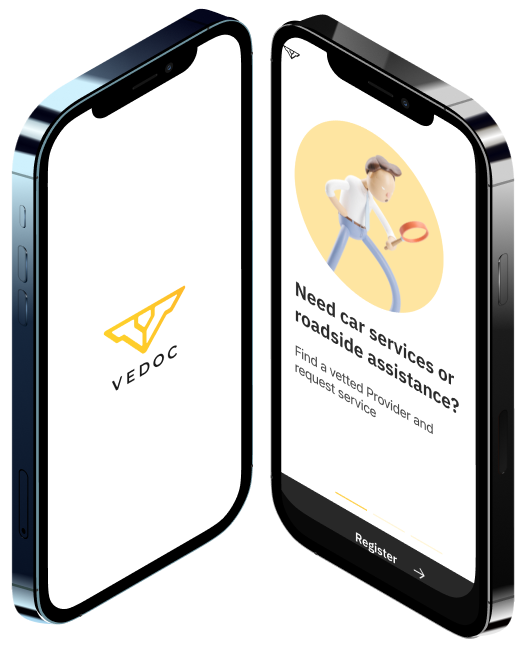 VEDOC
Need car services or
roadside assistance?
Find a vetted Provider and
request service
Register